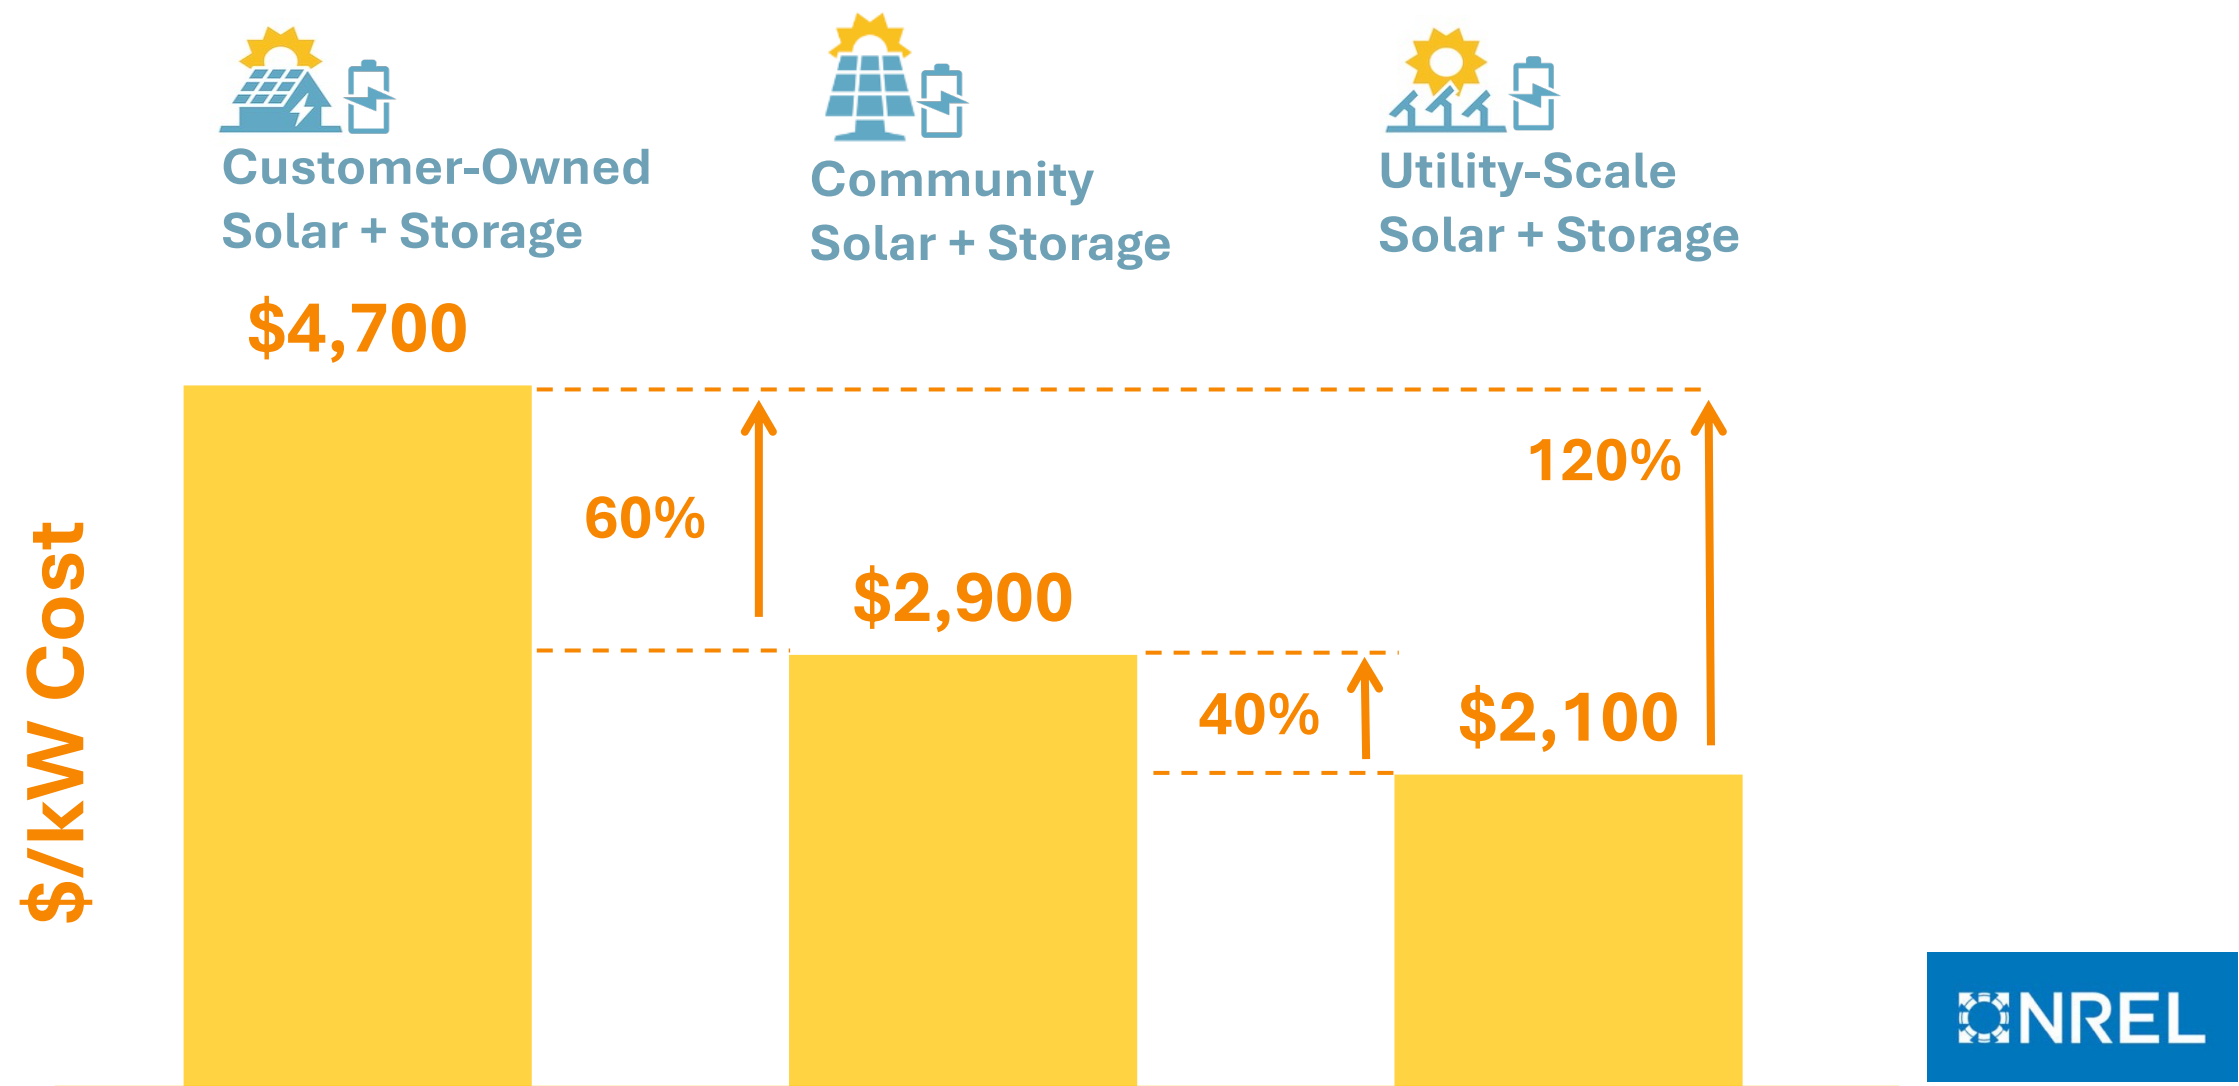 Customer-Owned
Solar + Storage
Community
Solar + Storage
Utility-Scale
Solar + Storage
$4,700
120%
60%
$2,900
40%
$2,100
$/kW Cost
NREL